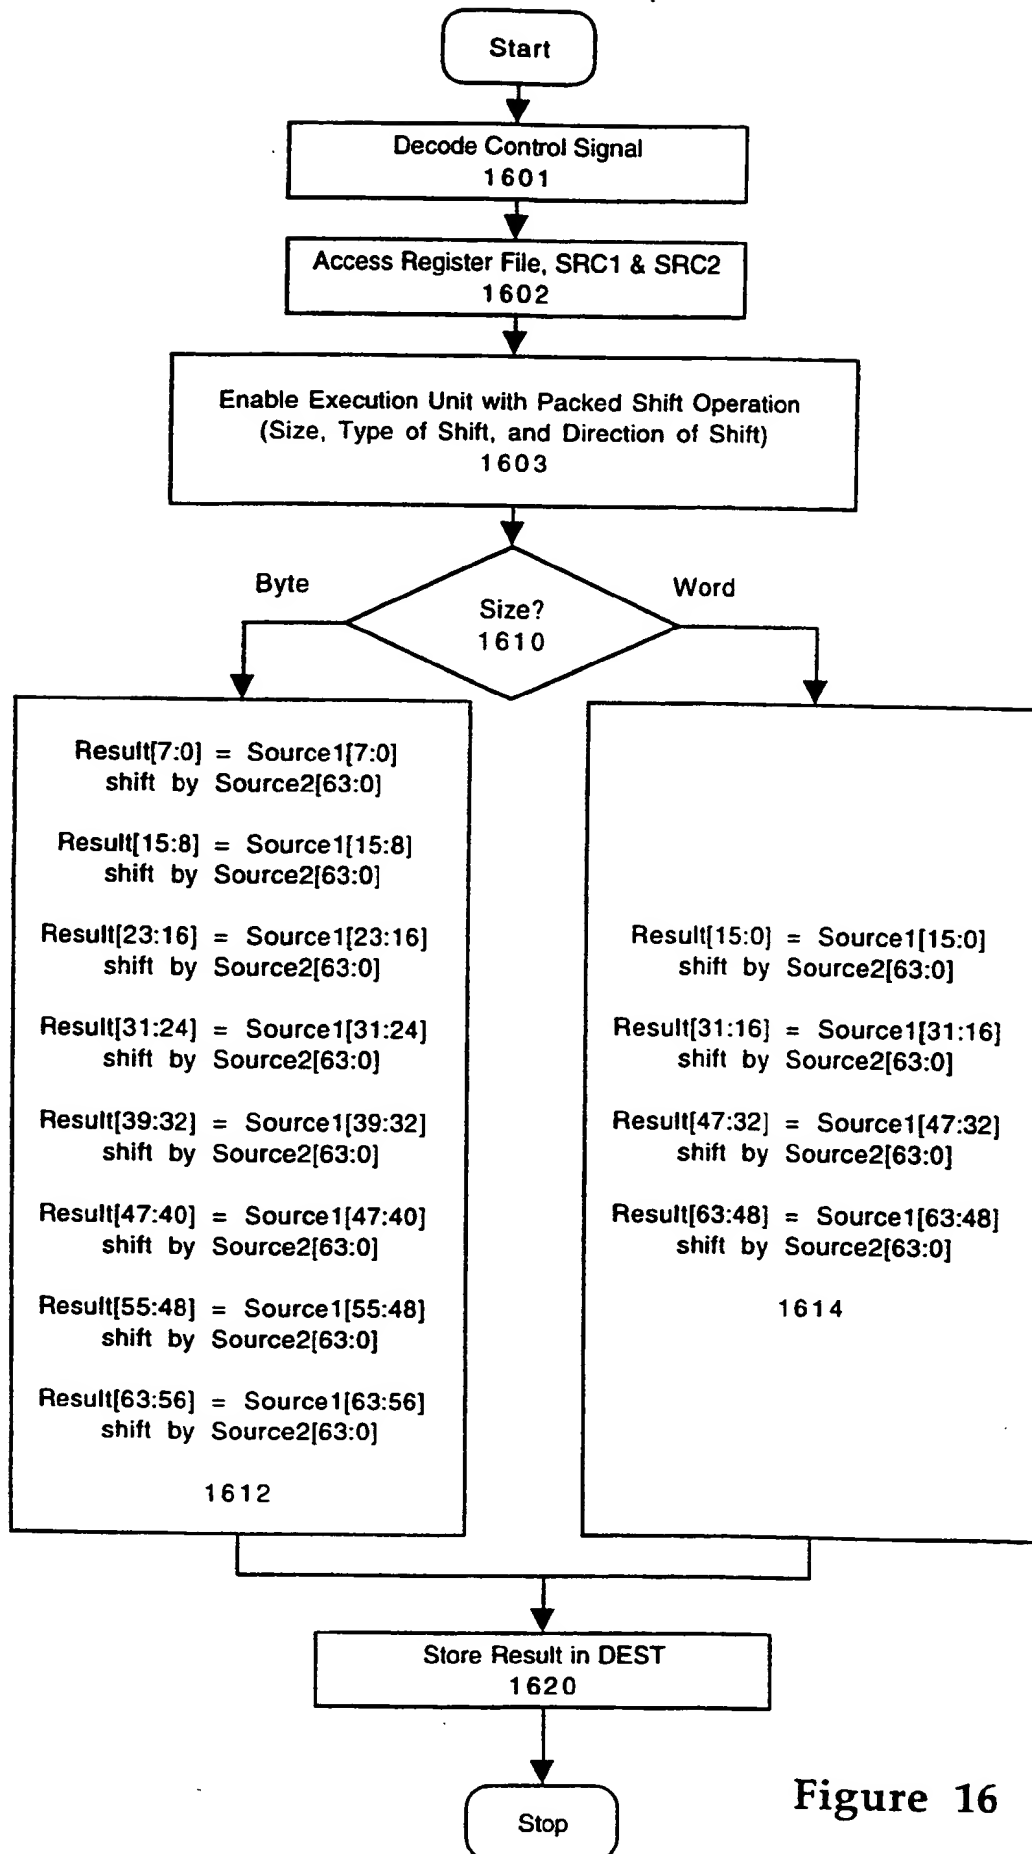 Start
Decode Control Signal
1601
Access Register File, SRC1 & SRC2
1602
Enable Execution Unit with Packed Shift Operation
(Size, Type of Shift, and Direction of Shift)
1603
Byte
Size?
1610
Word
Result[7:0] = Source1[7:0]
shift by Source2[63:0]
Result[15:8] = Source1[15:8]
shift by Source2[63:0]
Result[23:16] = Source1[23:16]
shift by Source2[63:0]
Result[31:24] = Source1[31:24]
shift by Source2[63:0]
Result[39:32] = Source1[39:32]
shift by Source2[63:0]
Result[47:40] = Source1[47:40]
shift by Source2[63:0]
Result[55:48] = Source1[55:48]
shift by Source2[63:0]
Result[63:56] = Source1[63:56]
shift by Source2[63:0]
1612
Result[15:0] = Source1[15:0]
shift by Source2[63:0]
Result[31:16] = Source1[31:16]
shift by Source2[63:0]
Result[47:32] = Source1[47:32]
shift by Source2[63:0]
Result[63:48] = Source1[63:48]
shift by Source2[63:0]
1614
Store Result in DEST
1620
Stop
Figure 16